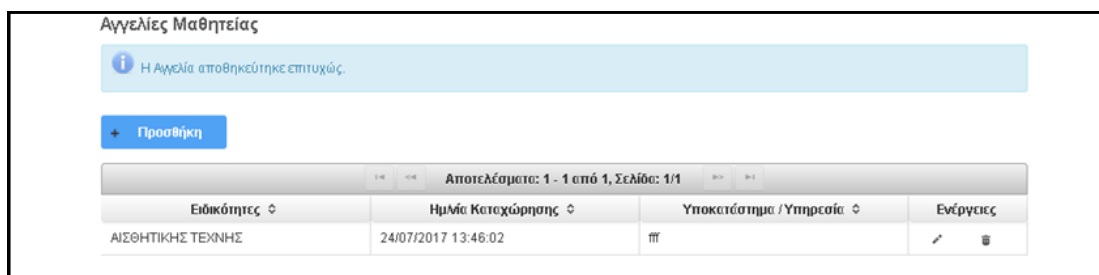 Αγγελίες Μαθητείας
Η Αγγελία αποθηκεύτηκε επιτυχώς.
+ Προσθήκη
Αποτελέσματα: 1 - 1 από 1, Σελίδα: 1/1
Ειδικότητες Ημ/νία Καταχώρησης Υποκατάστημα / Υπηρεσία Ενέργειες
ΑΙΣΘΗΤΙΚΗΣ ΤΕΧΝΗΣ 24/07/2017 13:46:02 fff